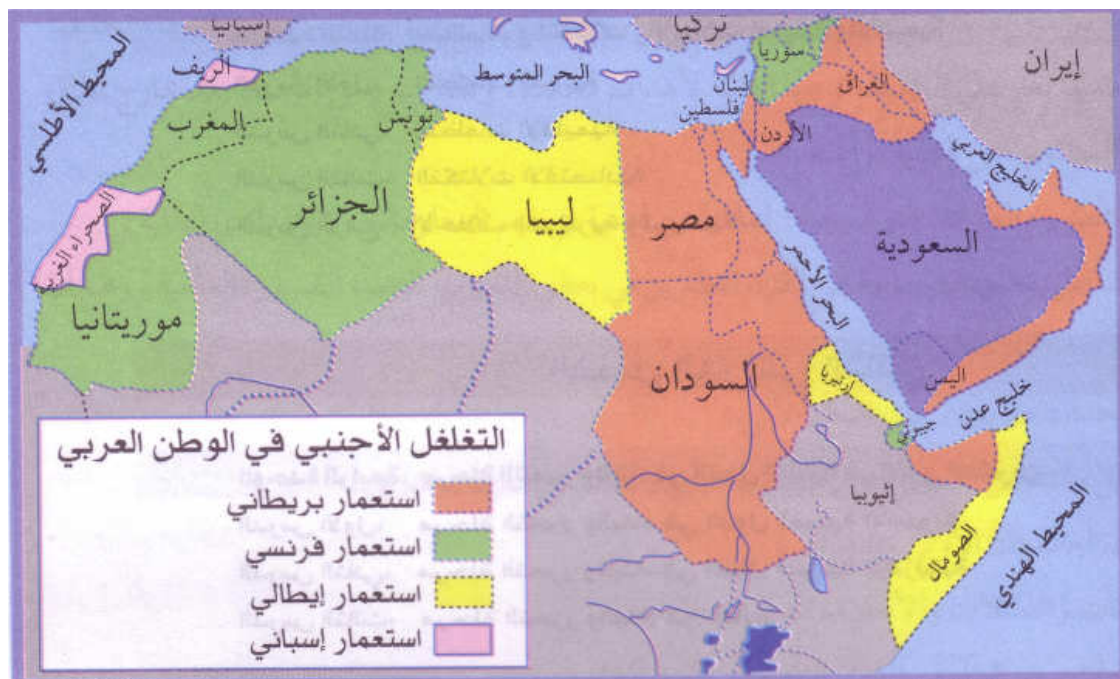 إسبانيا
تركيا
إيران
المحيط الأطلسي
الريف
المغرب
تونس
البحر المتوسط
سوريا
لبنان
فلسطين
العراق
الأردن
الخليج العربي
الجزائر
ليبيا
مصر
السعودية
الصحراء الغربية
البحر الأحمر
موريتانيا
السودان
أرتيريا
اليمن
خليج عدن
جيبوتي
إثيوبيا
الصومال
المحيط الهندي
التغلغل الأجنبي في الوطن العربي
استعمار بريطاني
استعمار فرنسي
استعمار إيطالي
استعمار إسباني